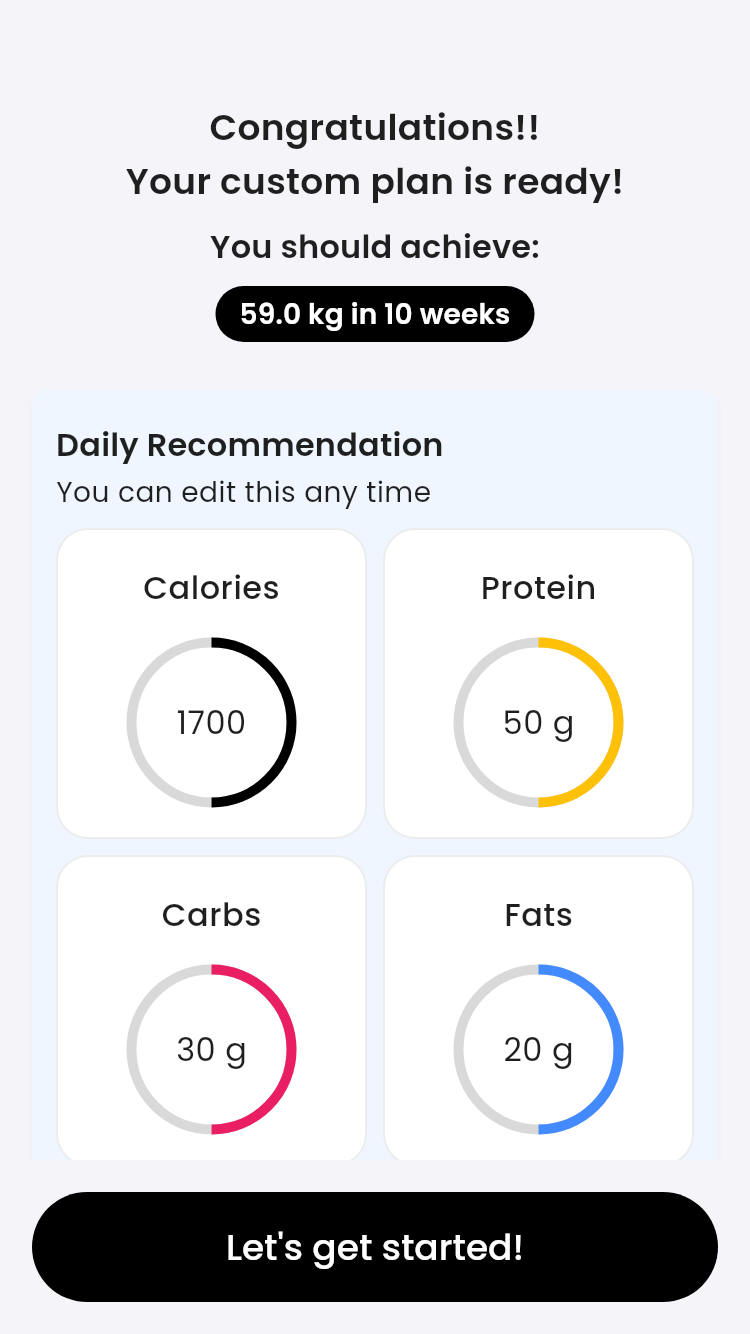 Congratulations!!
Your custom plan is ready!
You should achieve:
59.0 kg in 10 weeks
Daily Recommendation
You can edit this any time
Calories
Protein
1700
50 g
Carbs
Fats
30 g
20 g
Let's get started!